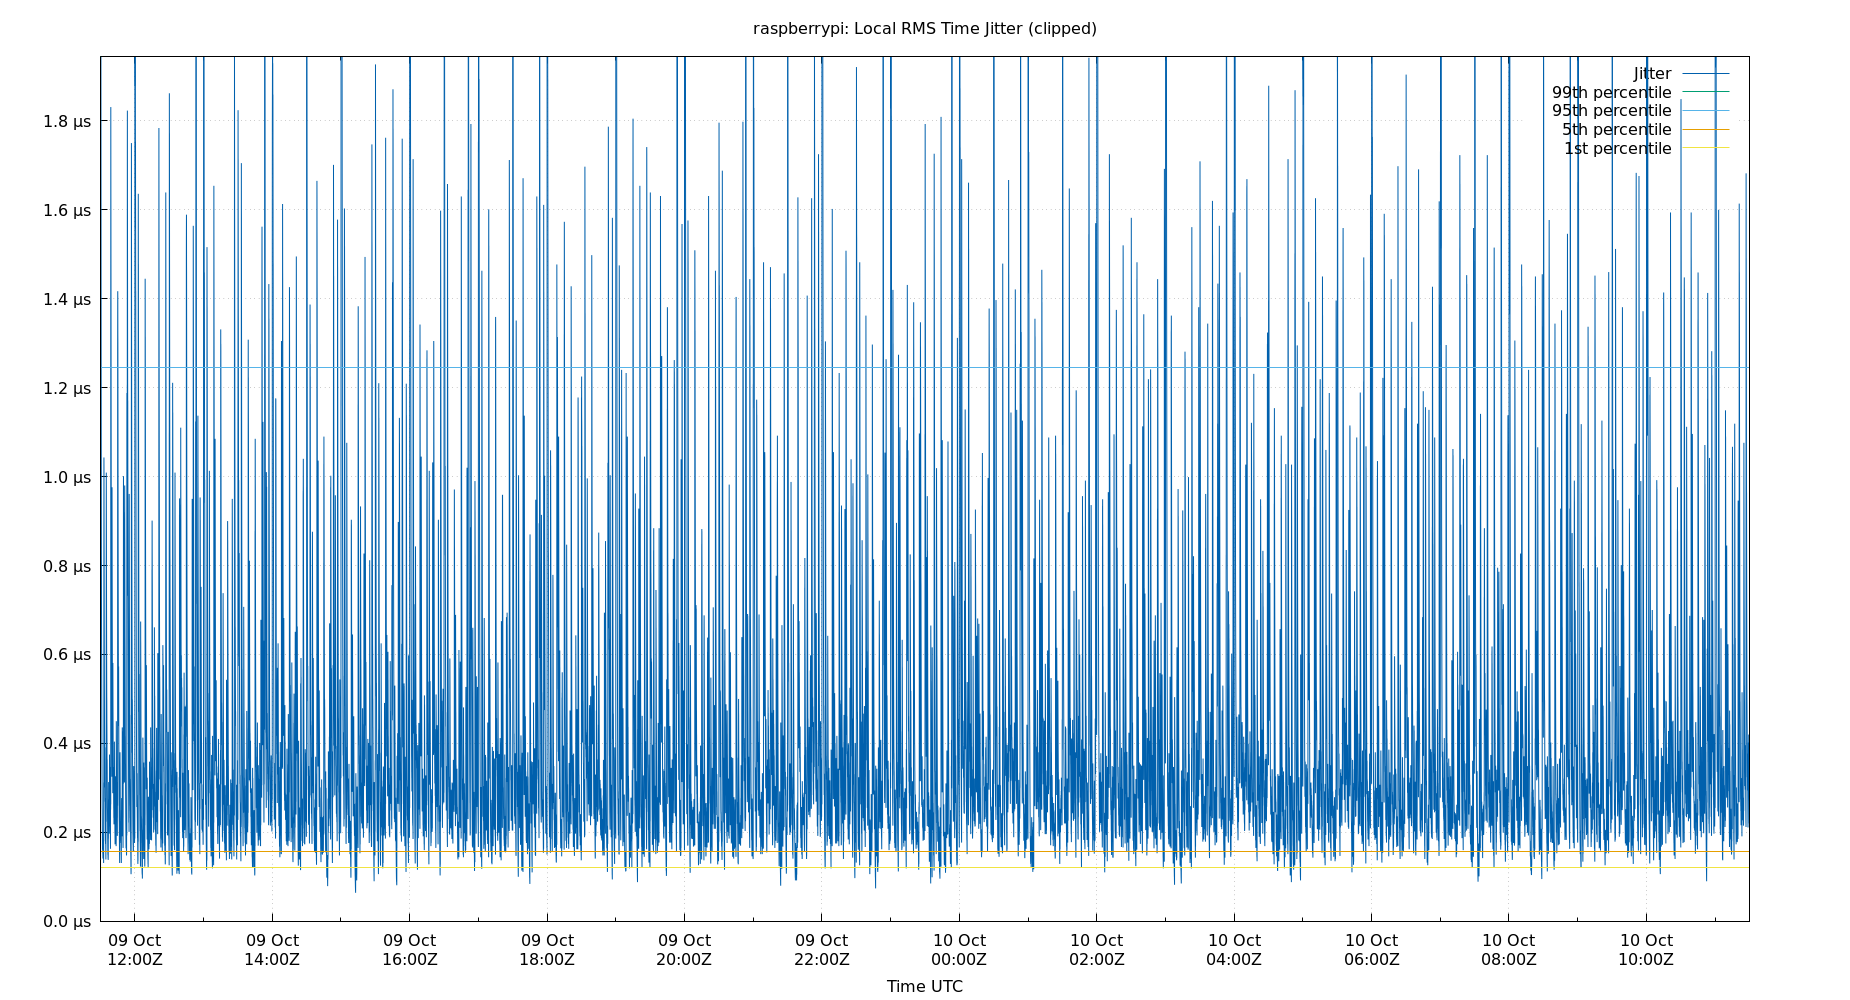 raspberrypi: Local RMS Time Jitter (clipped)
Jitter
99th percentile
95th percentile
5th percentile
1st percentile
1.8 µs
1.6 µs
1.4 µs
1.2 µs
1.0 µs
0.8 µs
0.6 µs
0.4 µs
0.2 µs
0.0 µs
09 Oct 09 Oct 09 Oct 09 Oct 09 Oct 09 Oct 10 Oct 10 Oct 10 Oct 10 Oct 10 Oct 10 Oct
12:00Z 14:00Z 16:00Z 18:00Z 20:00Z 22:00Z 00:00Z 02:00Z 04:00Z 06:00Z 08:00Z 10:00Z
Time UTC